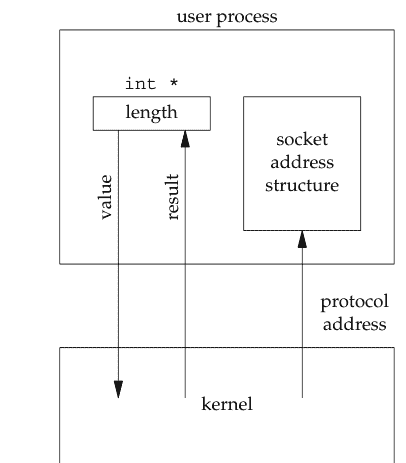 user process
int *
length
socket
address
structure
value
result
protocol
address
kernel